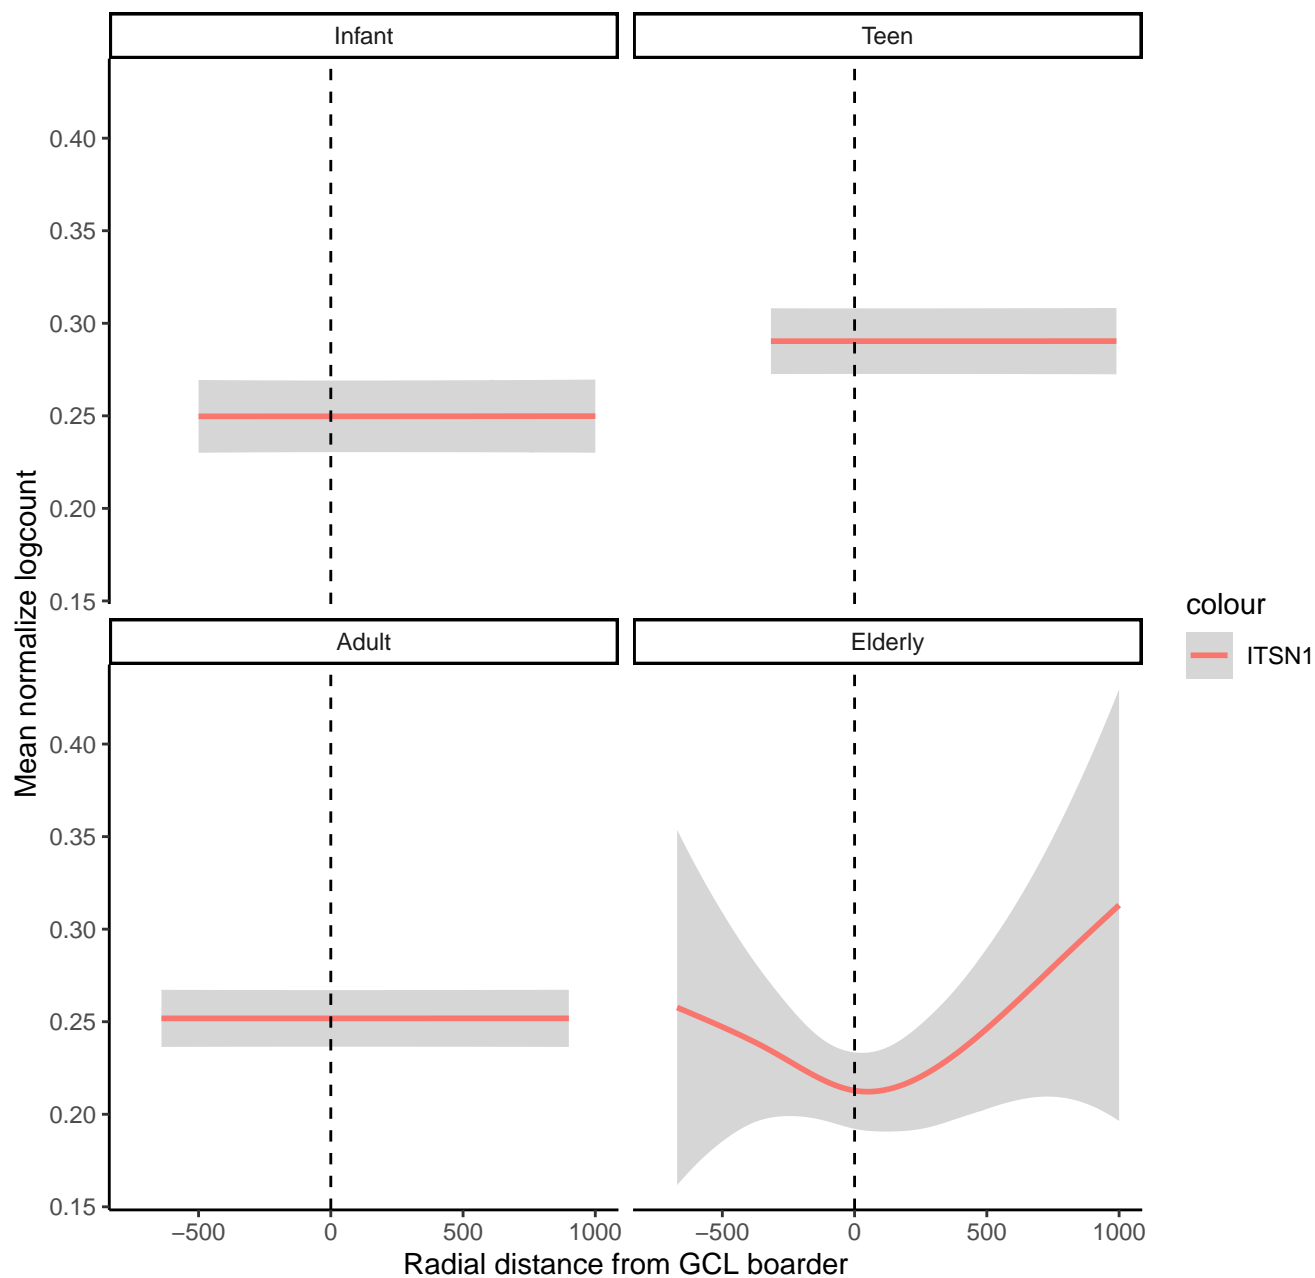 Infant
Teen
0.40
0.35
0.30
0.25
0.20
0.15
Adult
Elderly
0.40
0.35
0.30
0.25
0.20
0.15
−500 0 500 1000
−500 0 500 1000
Radial distance from GCL boarder
Mean normalize logcount
colour
ITSN1